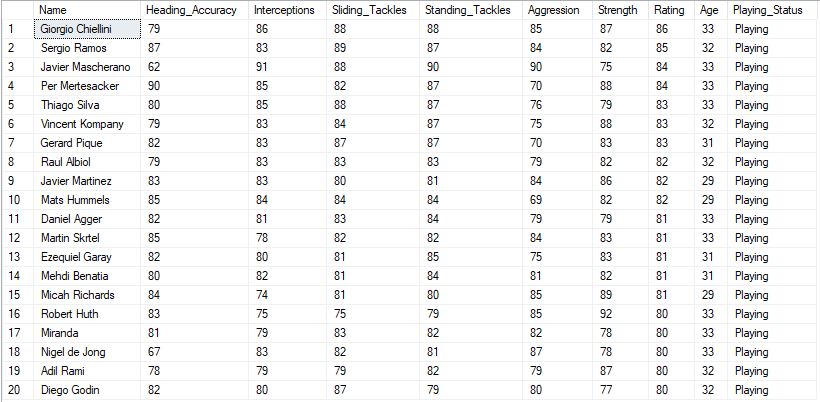 Name Heading_Accuracy Interceptions Sliding_Tackles Standing_Tackles Aggression Strength Rating Age Playing_Status
1 Giorgio Chiellini 79 86 88 88 85 87 86 33 Playing
2 Sergio Ramos 87 83 89 87 84 82 85 32 Playing
3 Javier Mascherano 62 91 88 90 90 75 84 33 Playing
4 Per Mertesacker 90 85 82 87 70 88 84 33 Playing
5 Thiago Silva 80 85 88 87 76 79 83 33 Playing
6 Vincent Kompany 79 83 84 87 75 88 83 32 Playing
7 Gerard Pique 82 83 87 87 70 83 83 31 Playing
8 Raul Albiol 79 83 83 83 79 82 82 32 Playing
9 Javier Martinez 83 83 80 81 84 86 82 29 Playing
10 Mats Hummels 85 84 84 84 69 82 82 29 Playing
11 Daniel Agger 82 81 83 84 79 79 81 33 Playing
12 Martin Skrtel 85 78 82 82 84 83 81 33 Playing
13 Ezequiel Garay 82 80 81 85 75 83 81 31 Playing
14 Mehdi Benatia 80 82 81 84 81 82 81 31 Playing
15 Micah Richards 84 74 81 80 85 89 81 29 Playing
16 Robert Huth 83 75 75 79 85 92 80 33 Playing
17 Miranda 81 79 83 82 82 78 80 33 Playing
18 Nigel de Jong 67 83 82 81 87 78 80 33 Playing
19 Adil Rami 78 79 79 82 79 87 80 32 Playing
20 Diego Godin 82 80 87 79 80 77 80 32 Playing